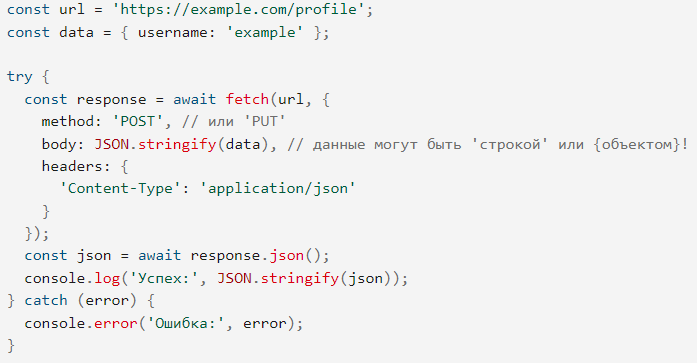 const url = 'https://example.com/profile';
const data = { username: 'example' };

try {
  const response = await fetch(url, {
    method: 'POST', // или 'PUT'
    body: JSON.stringify(data), // данные могут быть 'строкой' или {объектом}!
    headers: {
      'Content-Type': 'application/json'
    }
  });
  const json = await response.json();
  console.log('Успех:', JSON.stringify(json));
} catch (error) {
  console.error('Ошибка:', error);
}